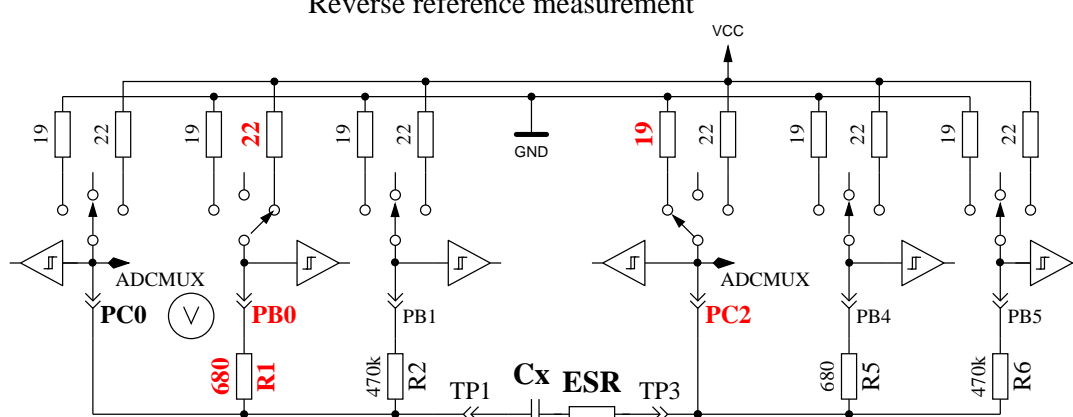 Reverse reference measurement
VCC
19 22 19 22 19 22 GND 19 22 19 22 19 22
ADCMUX ADCMUX
PC0 V PB0 PB1 PC2 PB4 PB5
680 R1 470k R2 680 R5 470k R6
TP1 Cx ESR TP3